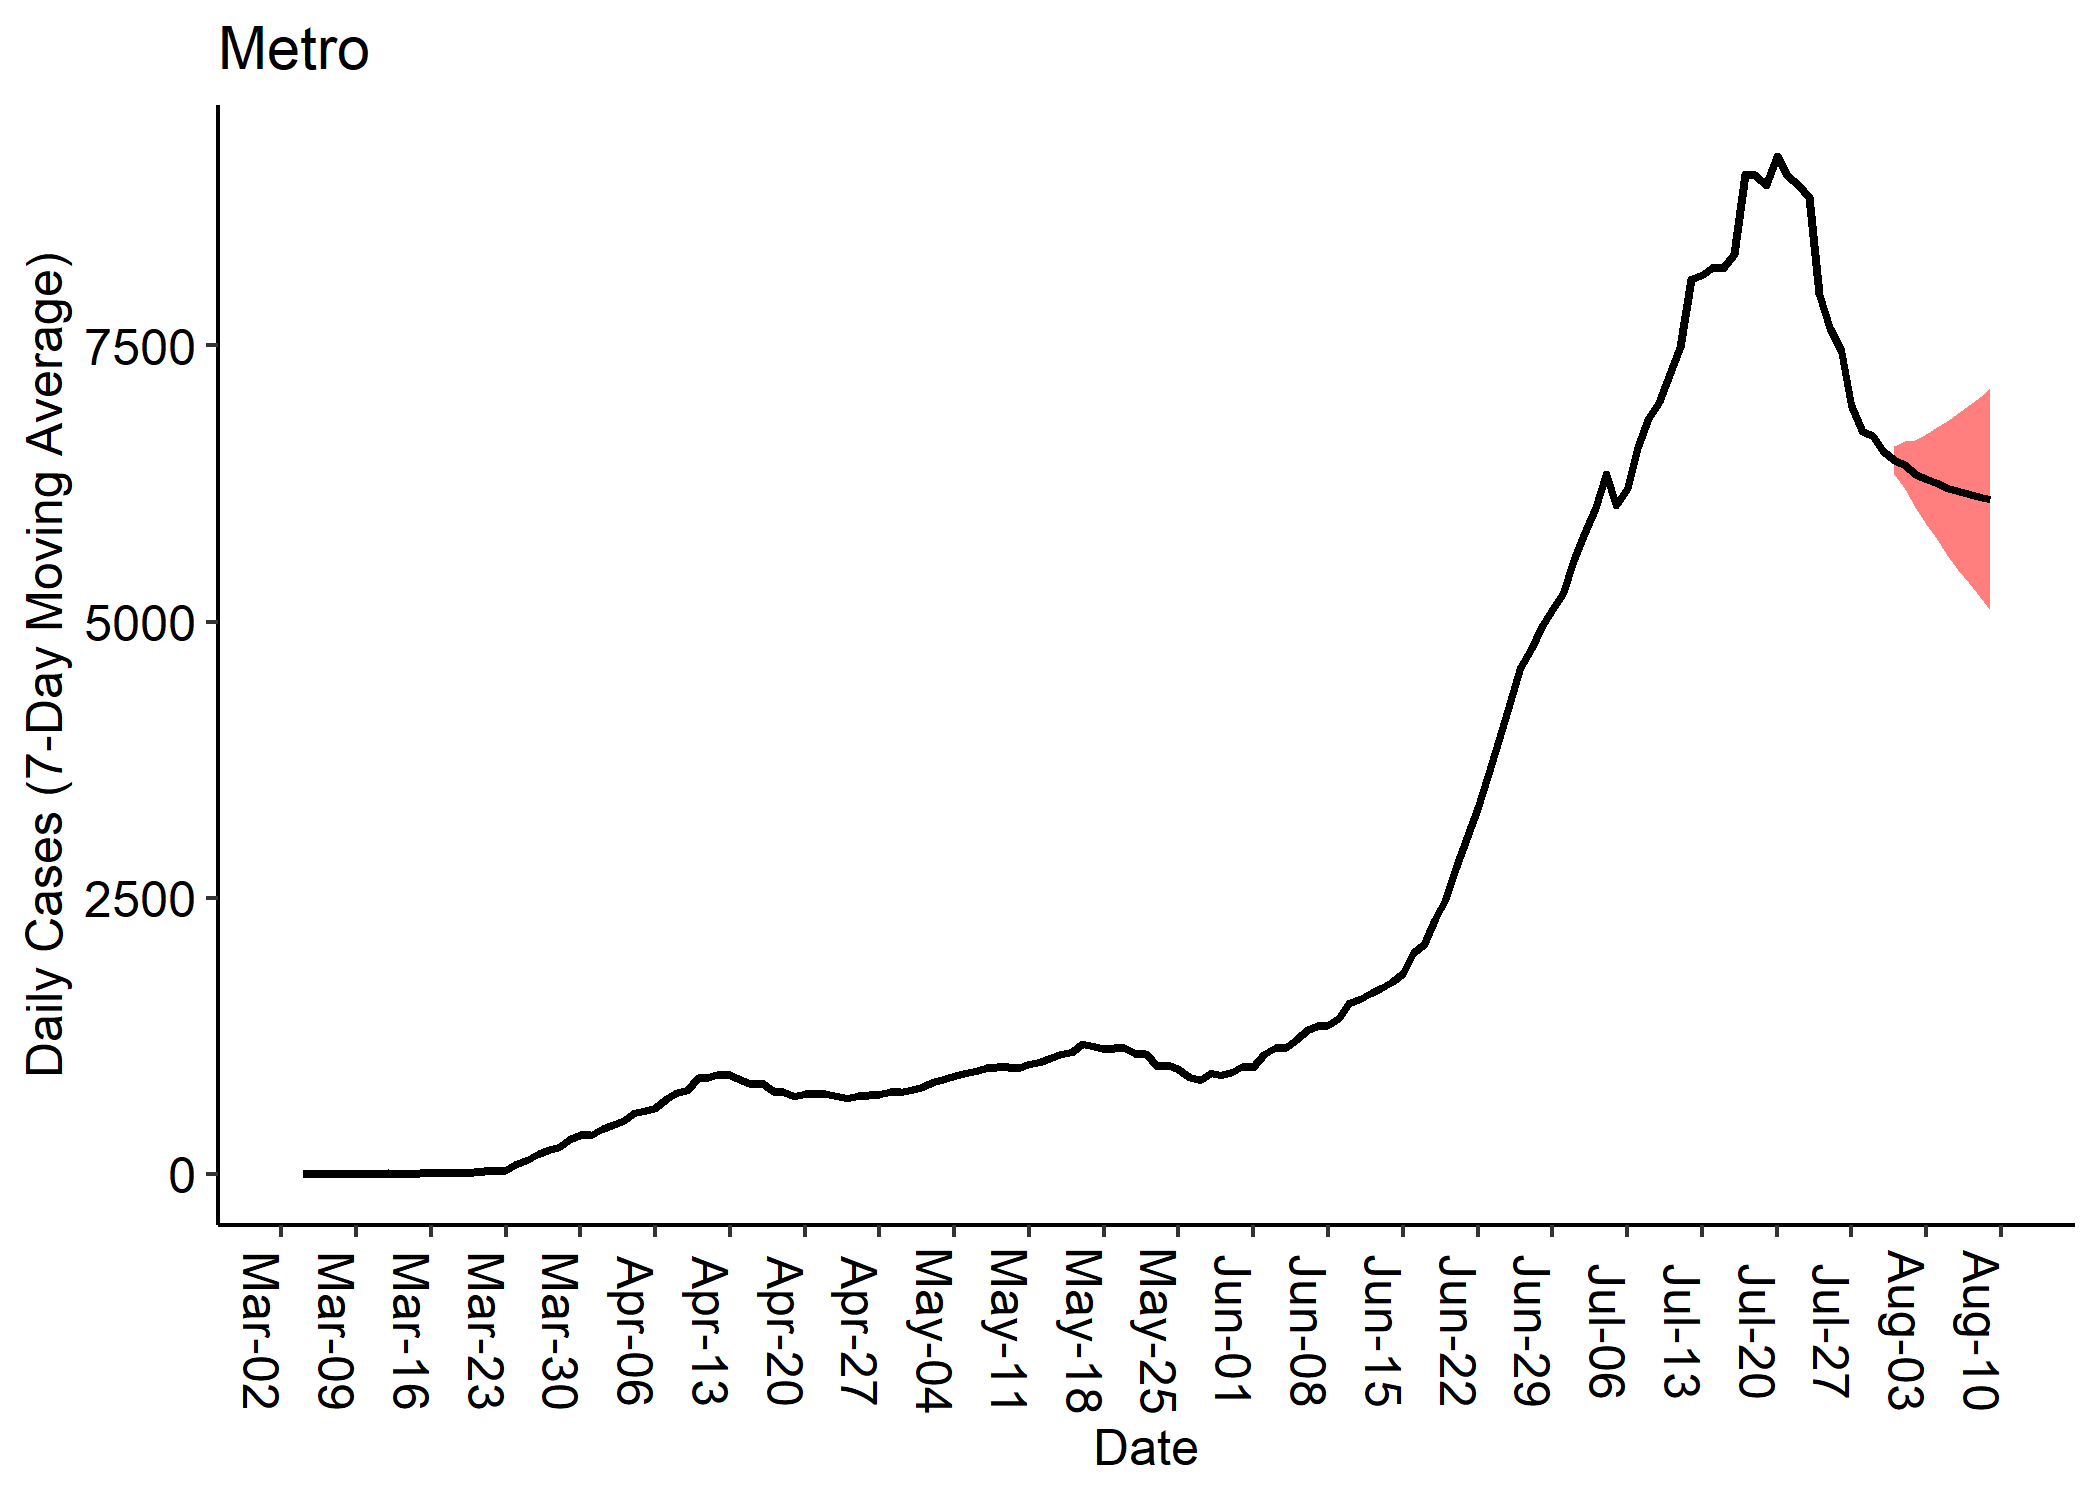 Metro
Daily Cases (7-Day Moving Average)
7500
5000
2500
0
Mar-02
Mar-09
Mar-16
Mar-23
Mar-30
Apr-06
Apr-13
Apr-20
Apr-27
May-04
May-11
May-18
May-25
Jun-01
Jun-08
Jun-15
Jun-22
Jun-29
Jul-06
Jul-13
Jul-20
Jul-27
Aug-03
Aug-10
Date